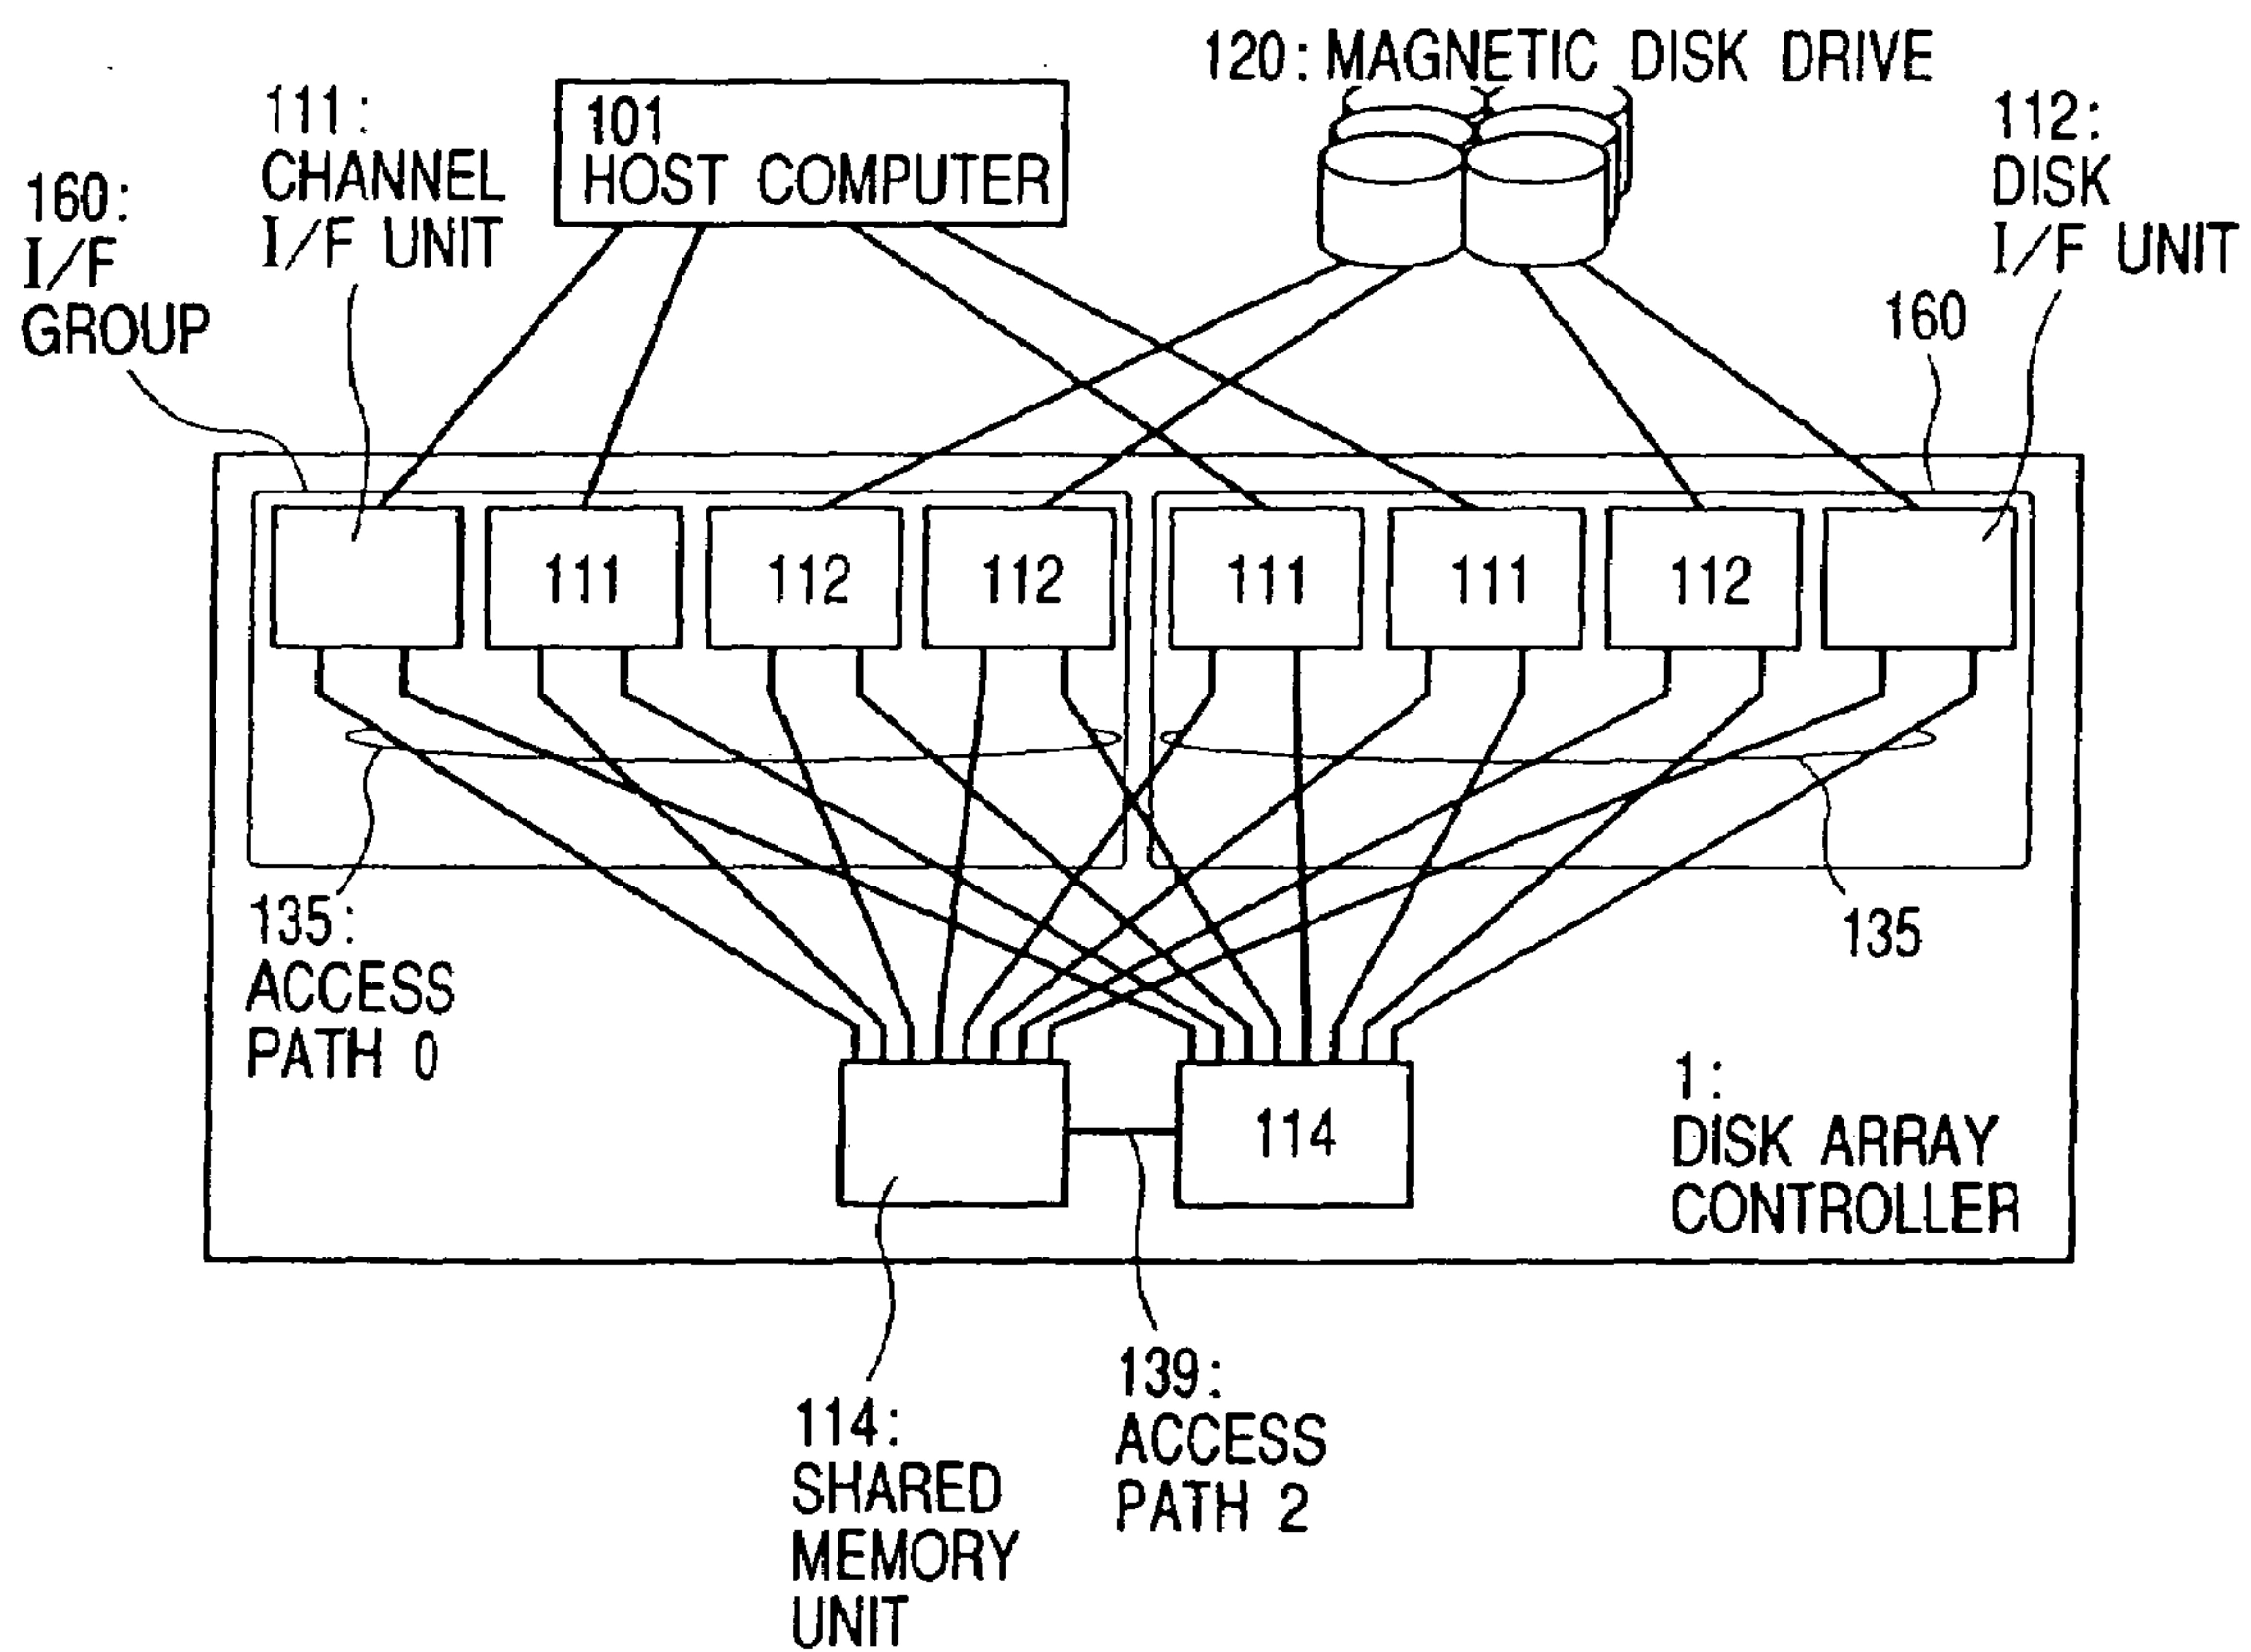 120: MAGNETIC DISK DRIVE
111:
CHANNEL
I/F UNIT
101
HOST COMPUTER
112:
DISK
I/F UNIT
160:
I/F
GROUP
160
111
112
112
111
111
112
135:
ACCESS
PATH 0
135
114
1:
DISK ARRAY
CONTROLLER
139:
ACCESS
PATH 2
114:
SHARED
MEMORY
UNIT